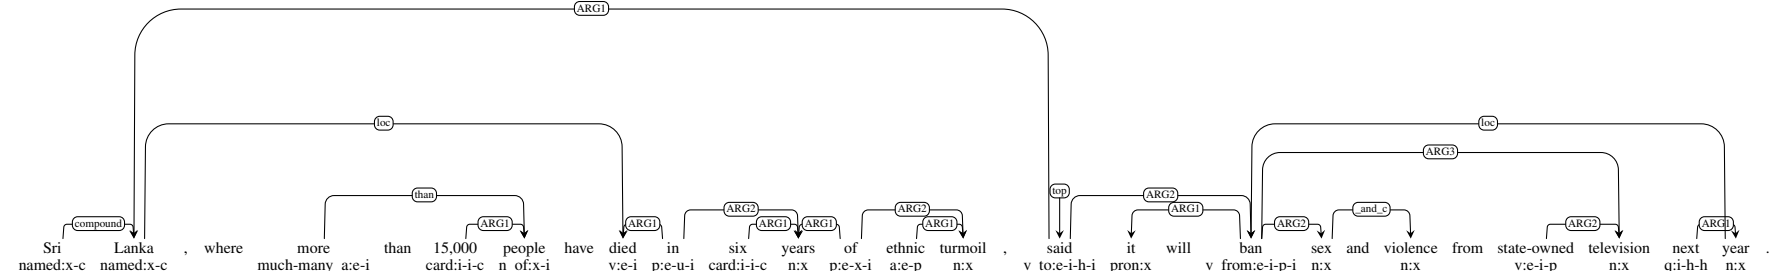 ARG1
loc loc
ARG3
than top ARG2
ARG2 ARG2 ARG1 _and_c
compound ARG1 ARG1 ARG1 ARG1 ARG1 ARG2 ARG2 ARG1
Sri Lanka , where more than 15,000 people have died in six years of ethnic turmoil , said it will ban sex and violence from state-owned television next year .
named:x-c named:x-c much-many_a:e-i card:i-i-c n_of:x-i v:e-i p:e-u-i card:i-i-c n:x p:e-x-i a:e-p n:x v_to:e-i-h-i pron:x v_from:e-i-p-i n:x n:x v:e-i-p n:x q:i-h-h n:x